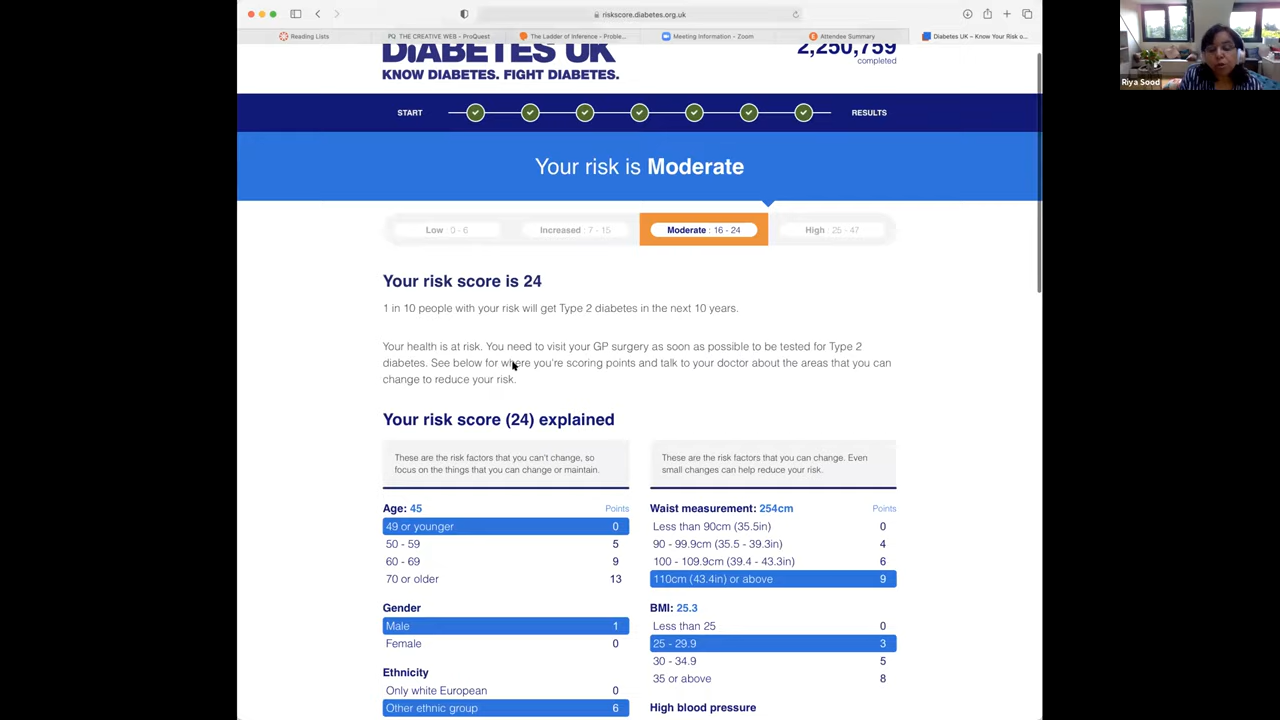 riskscore.diabetes.org.uk
Reading Lists
PQ THE CREATIVE WEB - ProQuest
The Ladder of Inference - Proble...
Meeting Information - Zoom
Attendee Summary
Diabetes UK – Know Your Risk o...
Riya Sood
DIABETES UK
KNOW DIABETES. FIGHT DIABETES.
2,250,759
completed
START
RESULTS
Your risk is Moderate
Low : 0 - 6
Increased : 7 - 15
Moderate : 16 - 24
High : 25 - 47
Your risk score is 24
1 in 10 people with your risk will get Type 2 diabetes in the next 10 years.
Your health is at risk. You need to visit your GP surgery as soon as possible to be tested for Type 2
diabetes. See below for where you're scoring points and talk to your doctor about the areas that you can
change to reduce your risk.
Your risk score (24) explained
These are the risk factors that you can't change, so
focus on the things that you can change or maintain.
Age: 45 Points
49 or younger 0
50 - 59 5
60 - 69 9
70 or older 13
Gender
Male 1
Female 0
Ethnicity
Only white European 0
Other ethnic group 6
These are the risk factors that you can change. Even
small changes can help reduce your risk.
Waist measurement: 254cm Points
Less than 90cm (35.5in) 0
90 - 99.9cm (35.5 - 39.3in) 4
100 - 109.9cm (39.4 - 43.3in) 6
110cm (43.4in) or above 9
BMI: 25.3
Less than 25 0
25 - 29.9 3
30 - 34.9 5
35 or above 8
High blood pressure